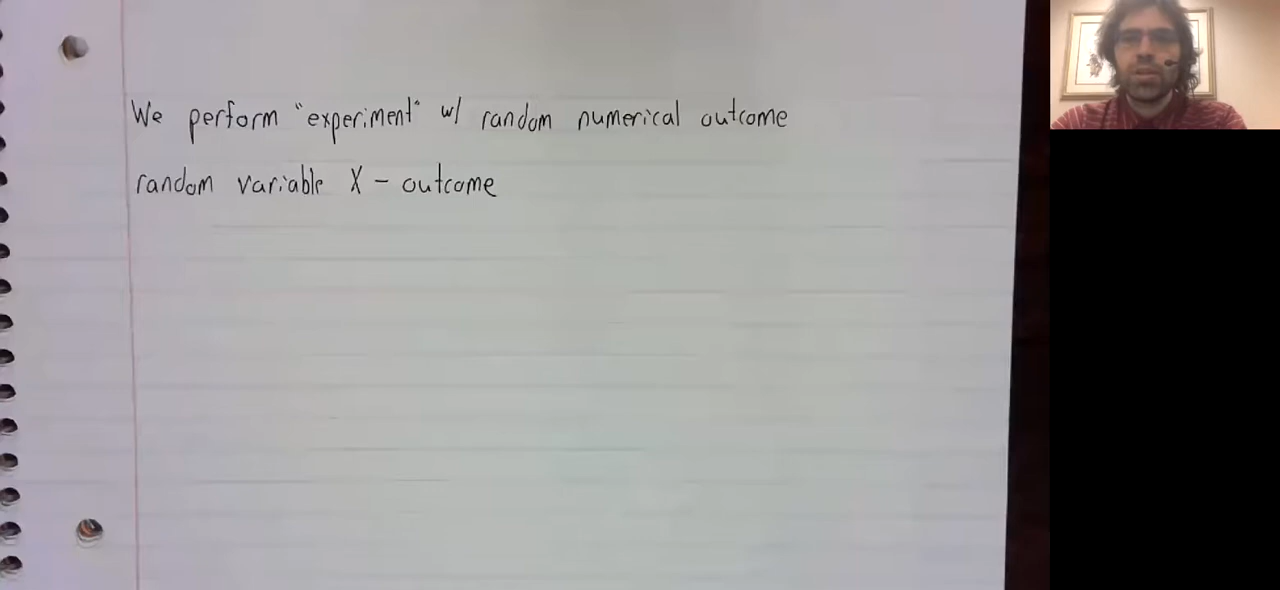 We perform "experiment" w/ random numerical outcome
random variable X - outcome